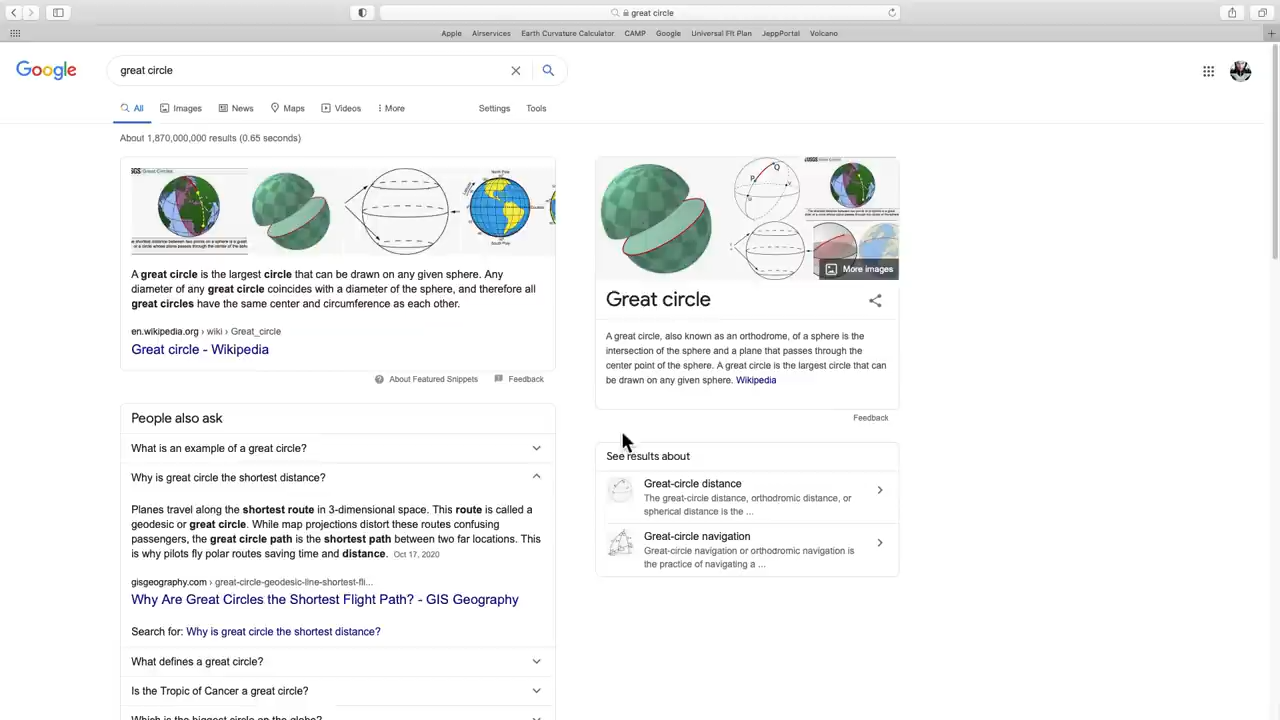 great circle
Apple Airservices Earth Curvature Calculator CAMP Google Universal Flt Plan JeppPortal Volcano
Google
great circle
All Images News Maps Videos More Settings Tools
About 1,870,000,000 results (0.65 seconds)
A great circle is the largest circle that can be drawn on any given sphere. Any
diameter of any great circle coincides with a diameter of the sphere, and therefore all
great circles have the same center and circumference as each other.
en.wikipedia.org › wiki › Great_circle
Great circle - Wikipedia
About Featured Snippets Feedback
People also ask
What is an example of a great circle?
Why is great circle the shortest distance?
Planes travel along the shortest route in 3-dimensional space. This route is called a
geodesic or great circle. While map projections distort these routes confusing
passengers, the great circle path is the shortest path between two far locations. This
is why pilots fly polar routes saving time and distance. Oct 17, 2020
gisgeography.com › great-circle-geodesic-line-shortest-fli...
Why Are Great Circles the Shortest Flight Path? - GIS Geography
Search for: Why is great circle the shortest distance?
What defines a great circle?
Is the Tropic of Cancer a great circle?
Which is the biggest circle on the globe?
More images
Great circle
A great circle, also known as an orthodrome, of a sphere is the
intersection of the sphere and a plane that passes through the
center point of the sphere. A great circle is the largest circle that can
be drawn on any given sphere. Wikipedia
Feedback
See results about
Great-circle distance
The great-circle distance, orthodromic distance, or
spherical distance is the ...
Great-circle navigation
Great-circle navigation or orthodromic navigation is
the practice of navigating a ...